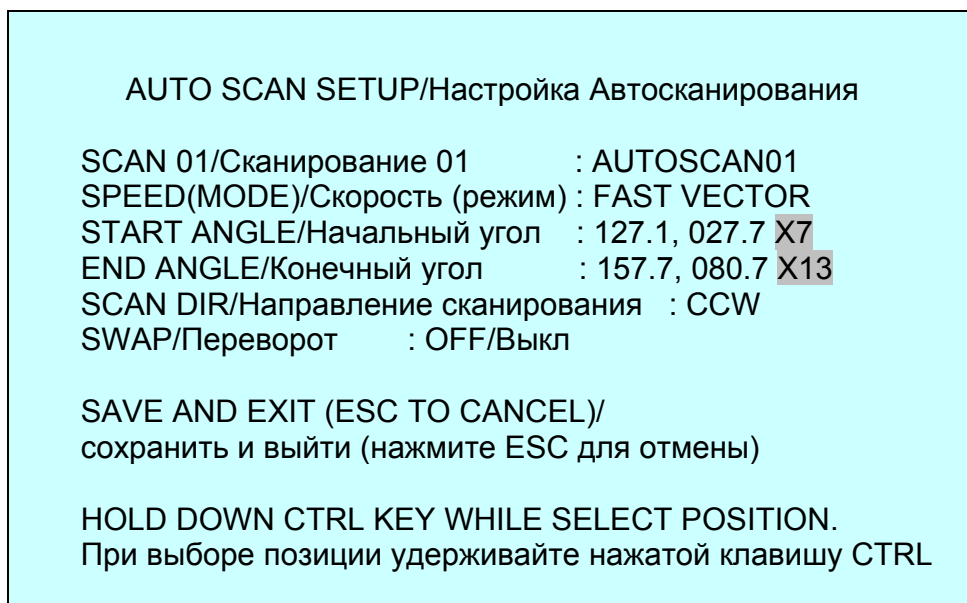 AUTO SCAN SETUP/Настройка Автосканирования
SCAN 01/Сканирование 01 : AUTOSCAN01
SPEED(MODE)/Скорость (режим) : FAST VECTOR
START ANGLE/Начальный угол : 127.1, 027.7 X7
END ANGLE/Конечный угол : 157.7, 080.7 X13
SCAN DIR/Направление сканирования : CCW
SWAP/Переворот : OFF/Выкл
SAVE AND EXIT (ESC TO CANCEL)/
сохранить и выйти (нажмите ESC для отмены)
HOLD DOWN CTRL KEY WHILE SELECT POSITION.
При выборе позиции удерживайте нажатой клавишу CTRL